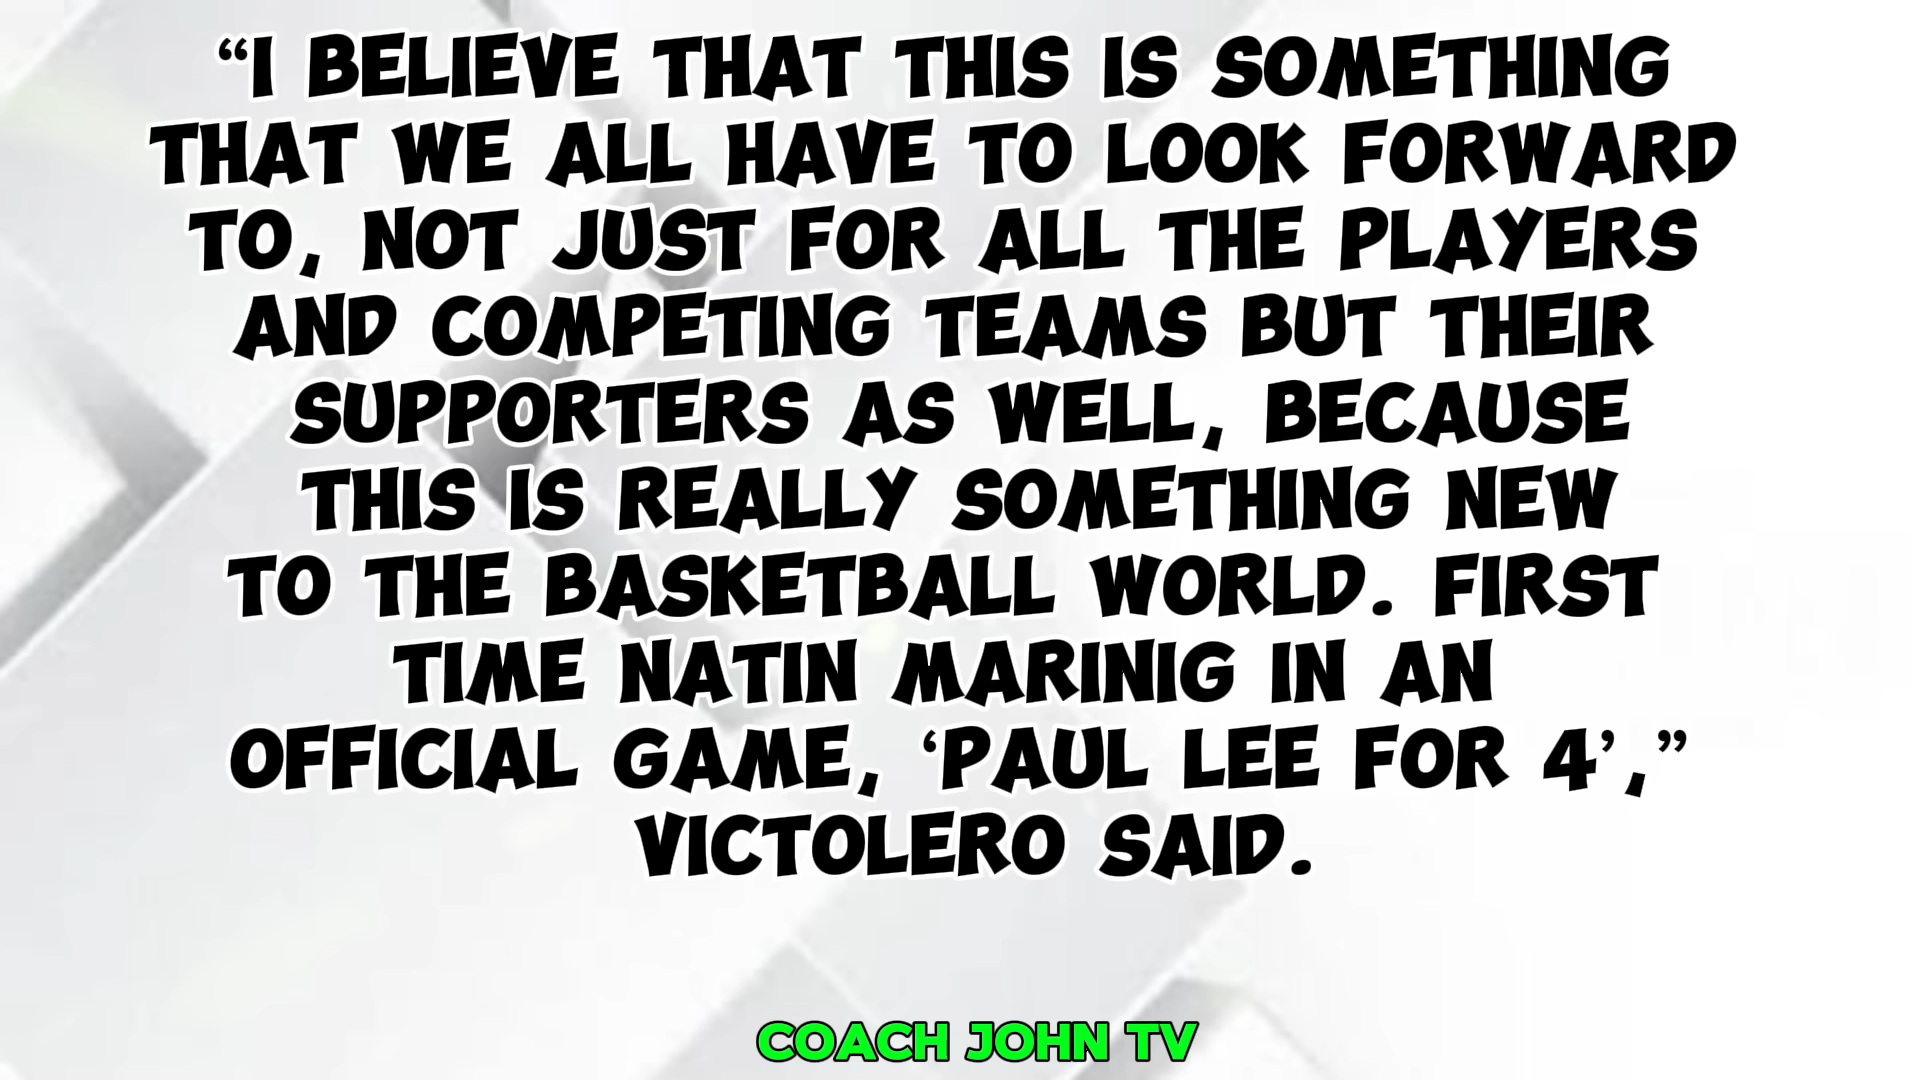 “I BELIEVE THAT THIS IS SOMETHING
THAT WE ALL HAVE TO LOOK FORWARD
TO, NOT JUST FOR ALL THE PLAYERS
AND COMPETING TEAMS BUT THEIR
SUPPORTERS AS WELL, BECAUSE
THIS IS REALLY SOMETHING NEW
TO THE BASKETBALL WORLD. FIRST
TIME NATIN MARINIG IN AN
OFFICIAL GAME, ‘PAUL LEE FOR 4’,”
VICTOLERO SAID.
COACH JOHN TV